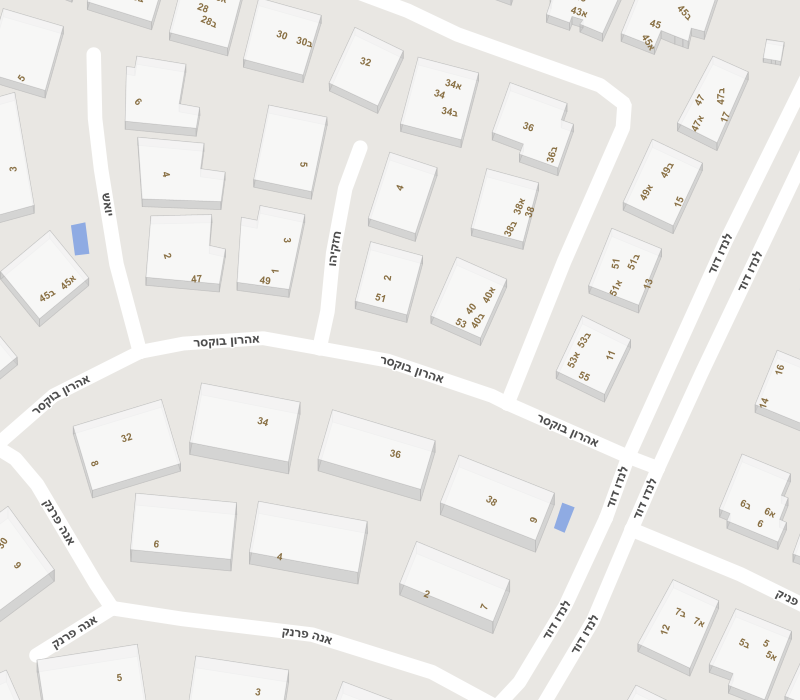 28
28ב
30
30ב
32
34א
34
34ב
36
36ב
43א
45
45ב
45א
47
47ב
47א
17
5
6
3
4
5
4
38א
38
38ב
49ב
49א
15
יואש
חזקיהו
2
47
3
1
49
2
51
40א
40
40ב
53
51
51ב
51א
13
לנדו דוד
לנדו דוד
45א
45ב
אהרון בוקסר
אהרון בוקסר
אהרון בוקסר
אהרון בוקסר
53ב
53א
55
11
16
14
32
8
34
36
38
9
לנדו דוד
לנדו דוד
6ב
6א
6
אנה פרנק
30
9
6
4
2
7
פניק
אנה פרנק
אנה פרנק
לנדו דוד
לנדו דוד
12
7ב
7א
5ב
5
5א
5
3